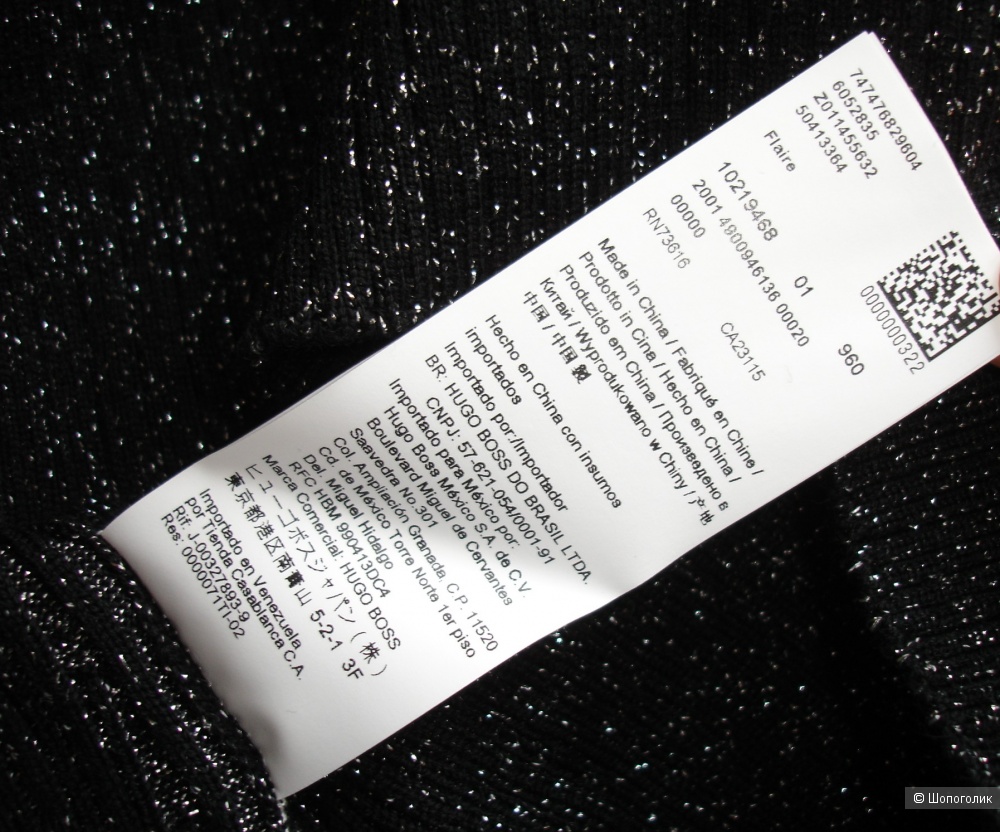 747476829604
6052835
Z011455632
50413364
Flaire
0000000322
10219468 01 960
2001 4800946136 00020
00000
RN73616 CA23115
Made in China / Fabriqué en Chine /
Prodotto in Cina / Hecho en China /
Produzido em China / Произведено в
Китай / Wyprodukowano w Chiny / 产地
中国 / 中国製
Hecho en China con insumos
importados
Importado por:/Importador
BR. HUGO BOSS DO BRASIL LTDA.
CNPJ: 57-621-054/0001-91
Importado para México por:
Hugo Boss México S.A. de C.V.
Boulevard Miguel de Cervantes
Saavedra No.301
Col. Ampliación Granada, C.P. 11520
Cd. de México Torre Norte 1er piso
Del. Miguel Hidalgo
RFC HBM 990413DC4
Marca Comercial: HUGO BOSS
ヒューゴボスジャパン(株)
東京都港区南青山 5-2-1 3F
Importado en Venezuela
por Tienda Casablanca C.A.
Rif. J-00327893-9
Res: 0000071TI-02
© Шопоголик